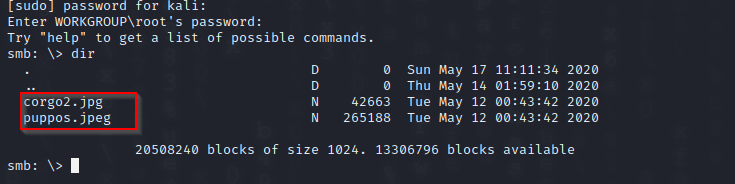 [sudo] password for kali:
Enter WORKGROUP\root's password:
Try "help" to get a list of possible commands.
smb: \> dir
. D 0 Sun May 17 11:11:34 2020
.. D 0 Thu May 14 01:59:10 2020
corgo2.jpg N 42663 Tue May 12 00:43:42 2020
puppos.jpeg N 265188 Tue May 12 00:43:42 2020
20508240 blocks of size 1024. 13306796 blocks available
smb: \>